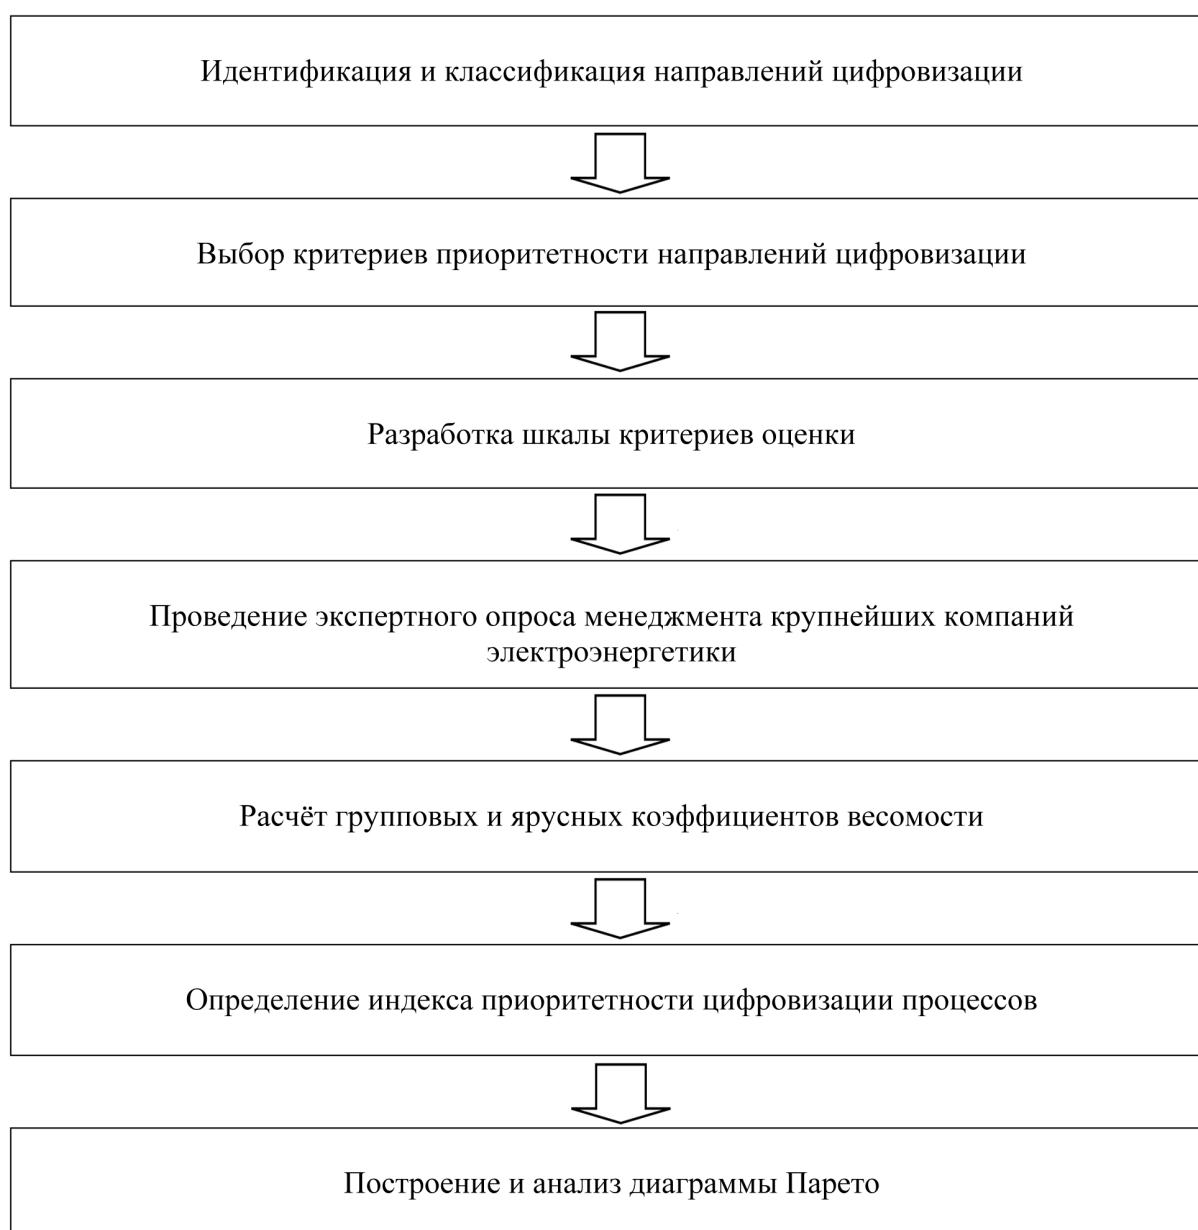 Идентификация и классификация направлений цифровизации
Выбор критериев приоритетности направлений цифровизации
Разработка шкалы критериев оценки
Проведение экспертного опроса менеджмента крупнейших компаний
электроэнергетики
Расчёт групповых и ярусных коэффициентов весомости
Определение индекса приоритетности цифровизации процессов
Построение и анализ диаграммы Парето